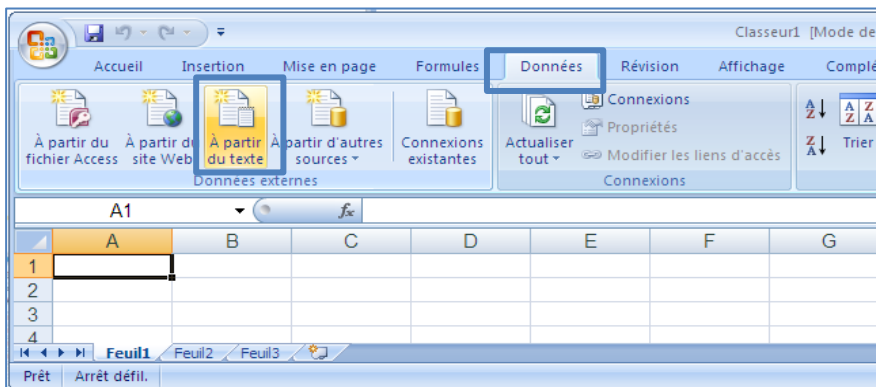 Classeur1 [Mode de
Accueil Insertion Mise en page Formules Données Révision Affichage Complé
À partir du fichier Access
À partir du site Web
À partir du texte
À partir d'autres sources
Connexions existantes
Actualiser tout
Connexions
Propriétés
Modifier les liens d'accès
A Z
Z A
Z A
A Z
Trier
Données externes Connexions
A1 fx
A B C D E F G
1
2
3
4
Feuil1 Feuil2 Feuil3
Prêt Arrêt défil.